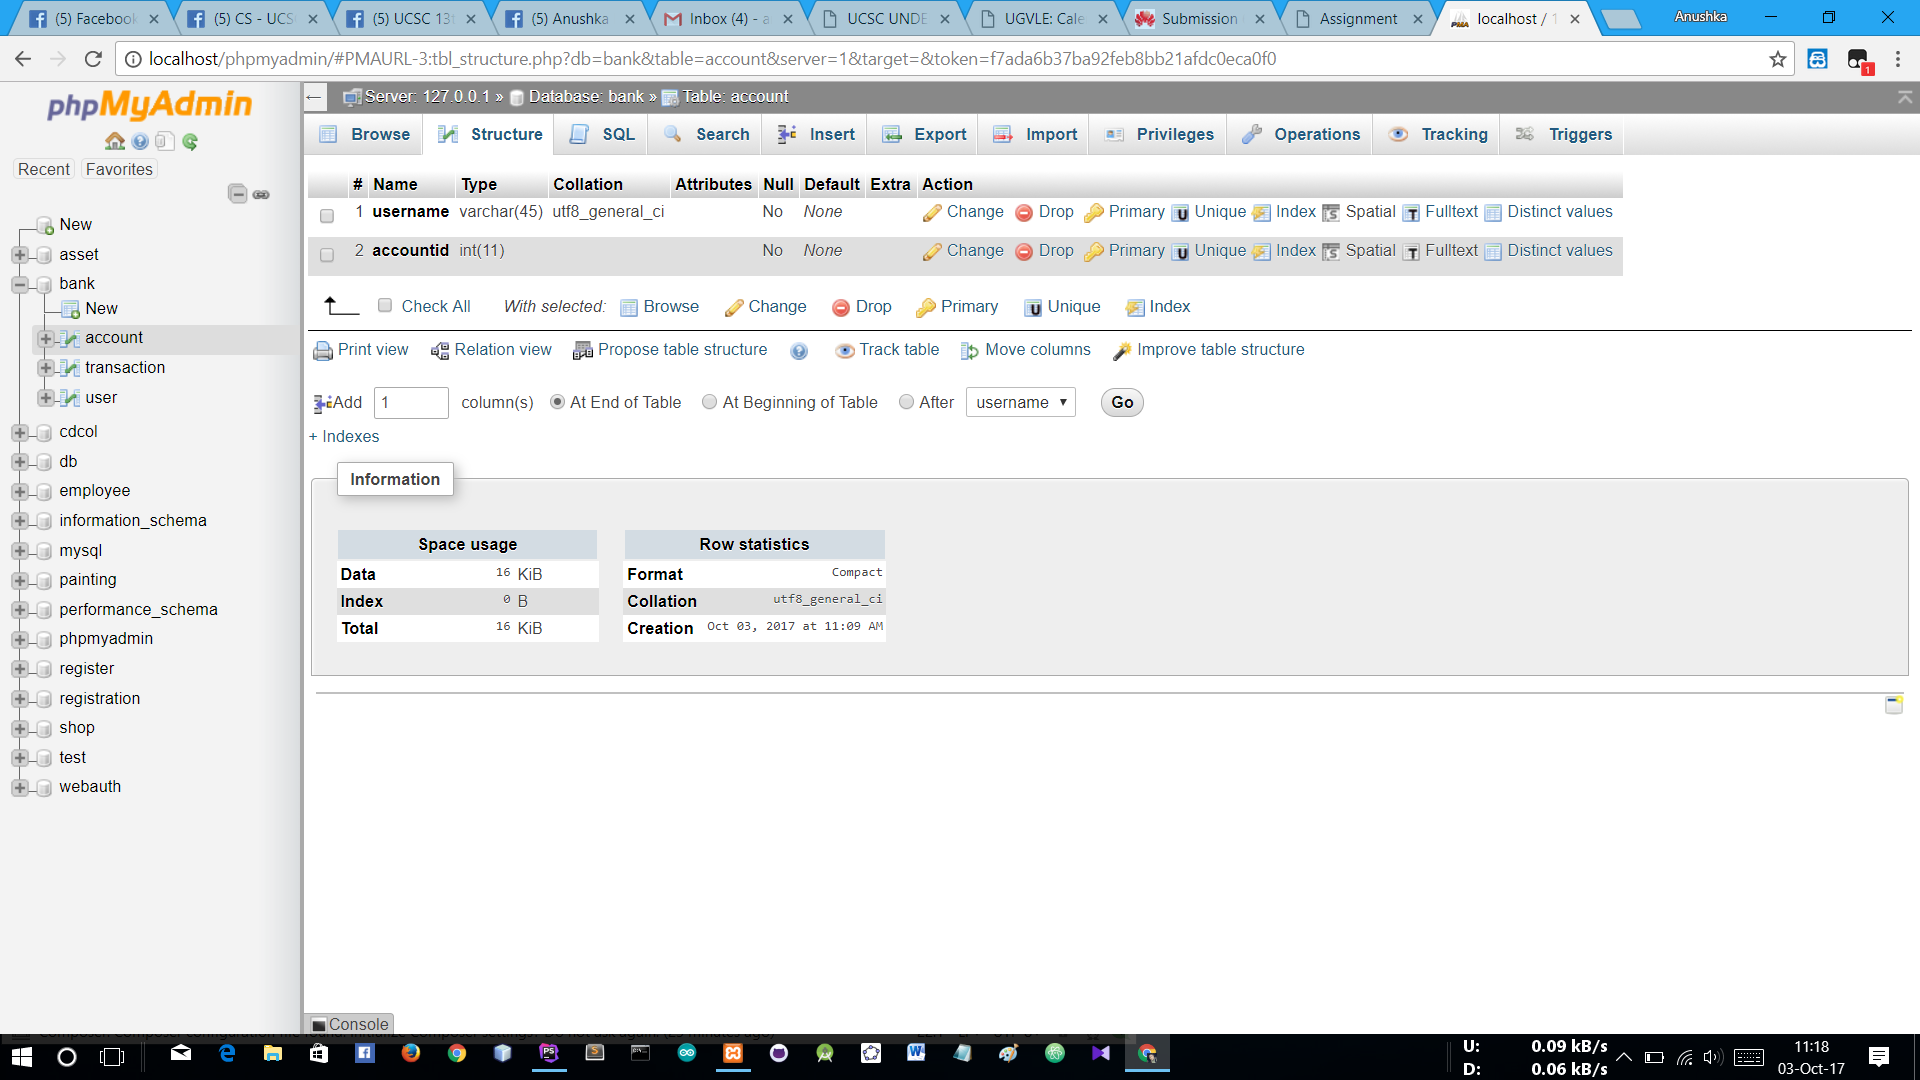 (5) Facebook (5) CS - UCS (5) UCSC 13t (5) Anushka Inbox (4) - a UCSC UNDE UGVLE: Cale Submission Assignment localhost / 1 Anushka
localhost/phpmyadmin/#PMAURL-3:tbl_structure.php?db=bank&table=account&server=1&target=&token=f7ada6b37ba92feb8bb21afdc0eca0f0
1
phpMyAdmin
Recent Favorites
New
asset
bank
New
account
transaction
user
cdcol
db
employee
information_schema
mysql
painting
performance_schema
phpmyadmin
register
registration
shop
test
webauth
Server: 127.0.0.1 » Database: bank » Table: account
Browse Structure SQL Search Insert Export Import Privileges Operations Tracking Triggers
# Name Type Collation Attributes Null Default Extra Action
1 username varchar(45) utf8_general_ci No None Change Drop Primary Unique Index Spatial Fulltext Distinct values
2 accountid int(11) No None Change Drop Primary Unique Index Spatial Fulltext Distinct values
Check All With selected: Browse Change Drop Primary Unique Index
Print view Relation view Propose table structure Track table Move columns Improve table structure
Add 1 column(s) At End of Table At Beginning of Table After username Go
+ Indexes
Information
Space usage
Data 16 KiB
Index 0 B
Total 16 KiB
Row statistics
Format Compact
Collation utf8_general_ci
Creation Oct 03, 2017 at 11:09 AM
Console
U: 0.09 kB/s
D: 0.06 kB/s
11:18
03-Oct-17